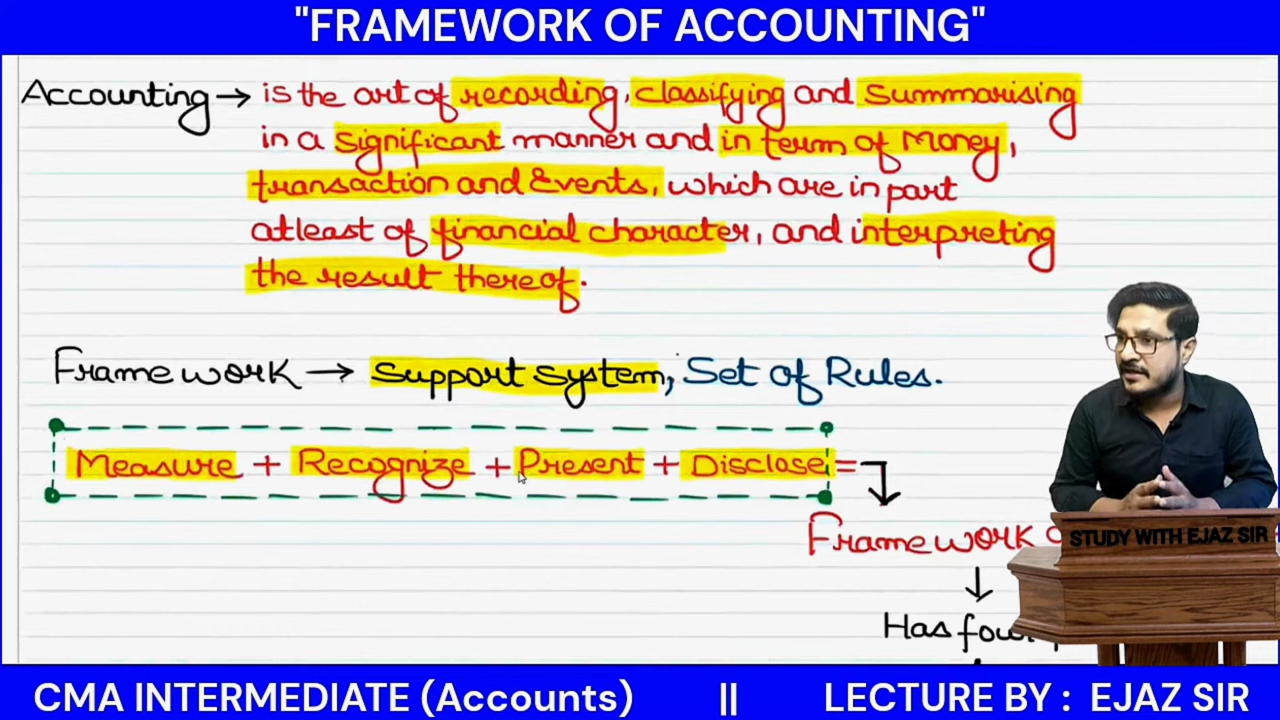 "FRAMEWORK OF ACCOUNTING"
Accounting → is the art of recording, classifying and Summarising
in a significant manner and in term of Money,
transaction and Events, which are in part
atleast of financial character, and interpreting
the result thereof.
Framework → Support system, Set of Rules.
Measure + Recognize + Present + Disclose =
Framework
STUDY WITH EJAZ SIR
Has four
CMA INTERMEDIATE (Accounts) || LECTURE BY : EJAZ SIR